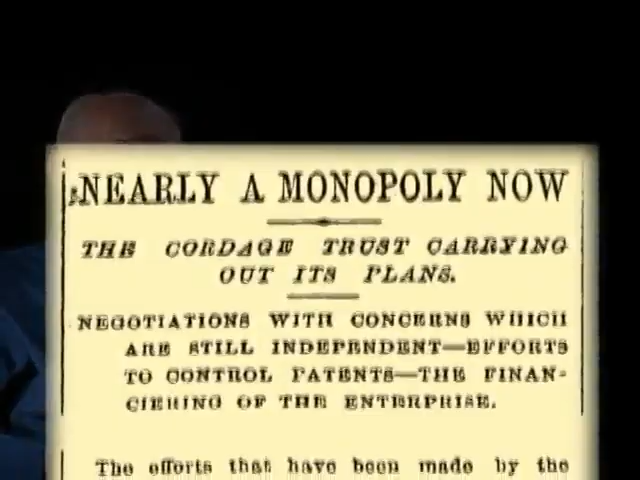 NEARLY A MONOPOLY NOW
THE CORDAGE TRUST CARRYING
OUT ITS PLANS.
NEGOTIATIONS WITH CONCERNS WHICH
ARE STILL INDEPENDENT—EFFORTS
TO CONTROL PATENTS—THE FINAN-
CIERING OF THE ENTERPRISE.
The efforts that have been made by the